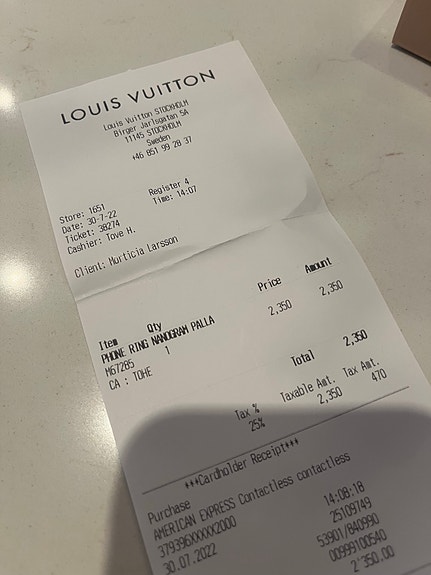 LOUIS VUITTON
Louis Vuitton STOCKHOLM
Birger Jarlsgatan 5A
11145 STOCKHOLM
Sweden
+46 851 99 28 37
Register 4
Store: 1651
Time: 14:07
Date: 30-7-22
Ticket: 38274
Cashier: Tove H.
Client: Murticia Larsson
Item Qty Price Amount
PHONE RING NANOGRAM PALLA 2,350 2,350
M67285 1
CA : TOHE
Total 2,350
Tax % Taxable Amt. Tax Amt.
25% 2,350 470
***Cardholder Receipt***
Purchase
AMERICAN EXPRESS Contactless contactless
379396XXXXX2000 14:08:18
30.07.2022 25109749
53901/840990
00999100540
2'350.00